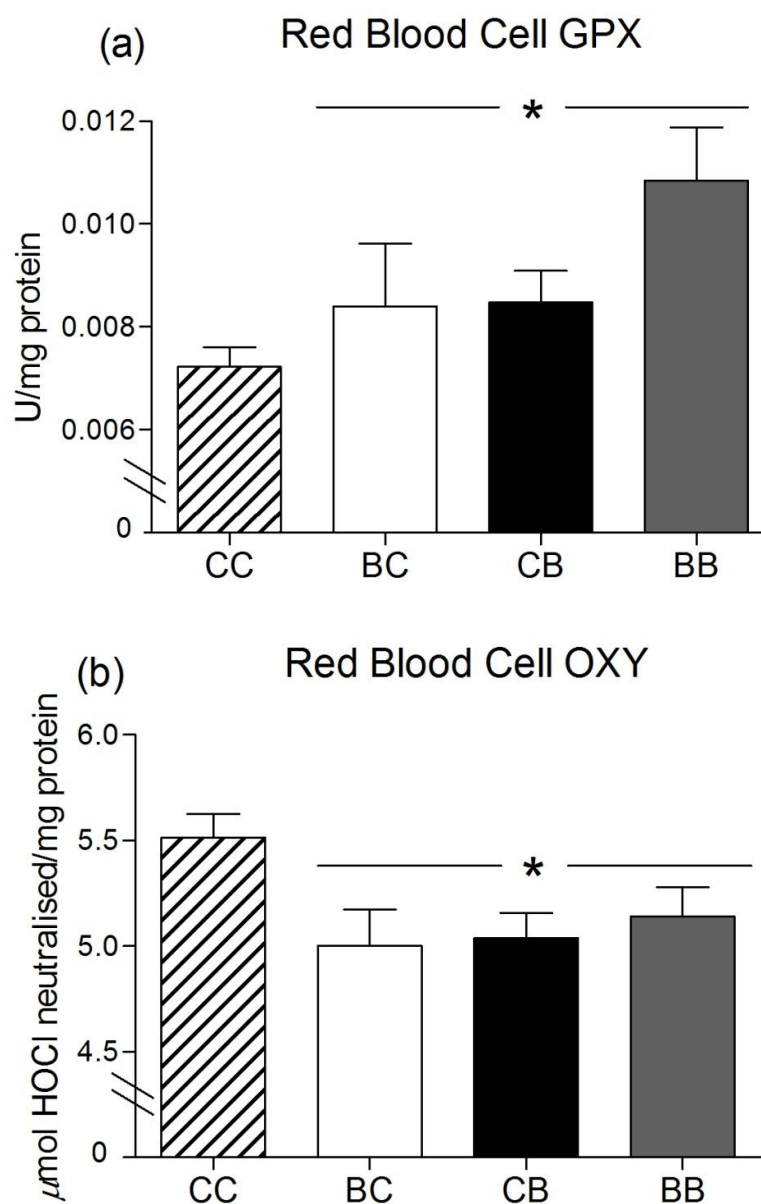 (a) Red Blood Cell GPX
*
0.012
0.010
0.008
0.006
0
U/mg protein
CC BC CB BB
(b) Red Blood Cell OXY
6.0
5.5
5.0
4.5
0
*
μmol HOCl neutralised/mg protein
CC BC CB BB